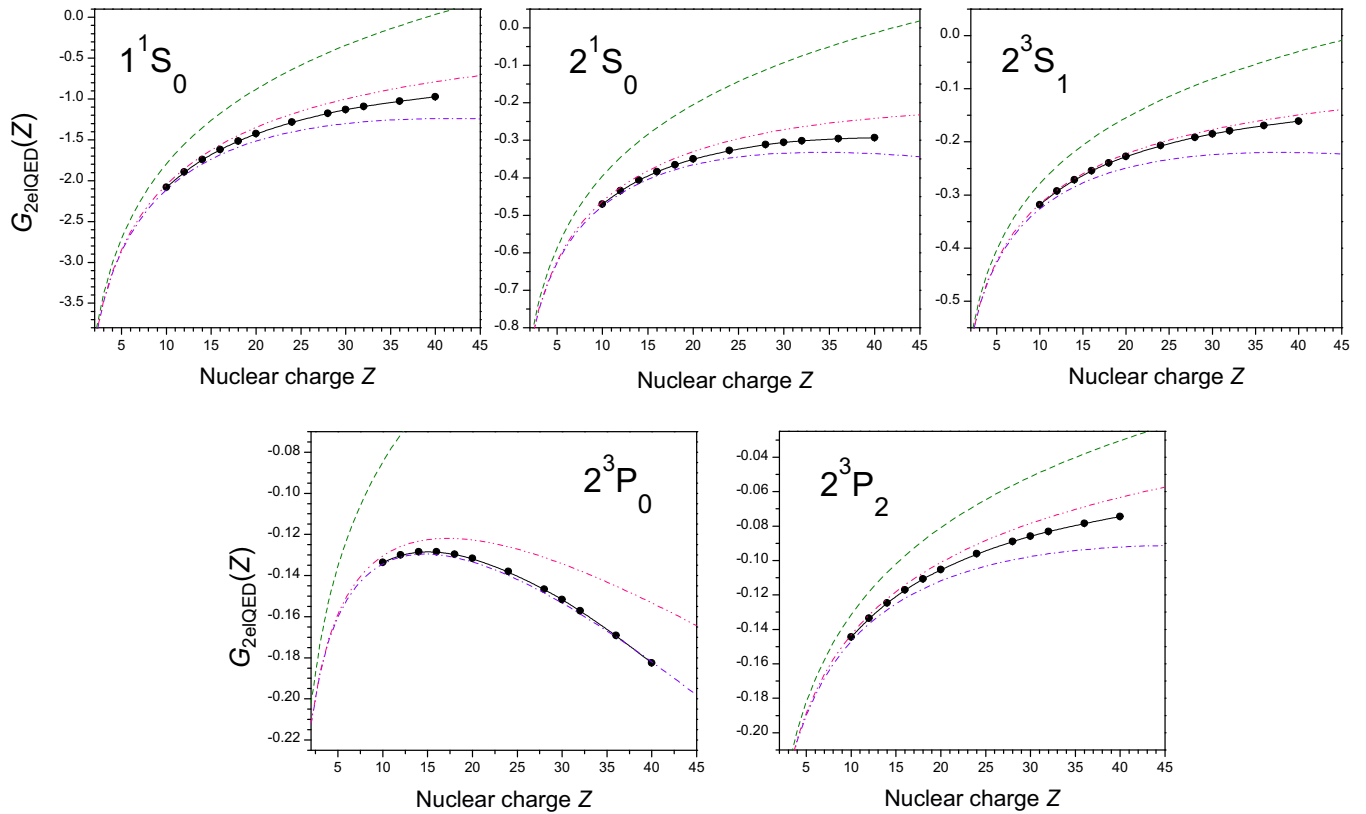 1¹S₀
2¹S₀
2³S₁
G₂ₑₗQED(Z)
0.0
-0.5
-1.0
-1.5
-2.0
-2.5
-3.0
-3.5
5 10 15 20 25 30 35 40 45
Nuclear charge Z
0.0
-0.1
-0.2
-0.3
-0.4
-0.5
-0.6
-0.7
-0.8
5 10 15 20 25 30 35 40 45
Nuclear charge Z
0.0
-0.1
-0.2
-0.3
-0.4
-0.5
5 10 15 20 25 30 35 40 45
Nuclear charge Z
2³P₀
2³P₂
G₂ₑₗQED(Z)
-0.08
-0.10
-0.12
-0.14
-0.16
-0.18
-0.20
-0.22
5 10 15 20 25 30 35 40 45
Nuclear charge Z
-0.04
-0.06
-0.08
-0.10
-0.12
-0.14
-0.16
-0.18
-0.20
5 10 15 20 25 30 35 40 45
Nuclear charge Z